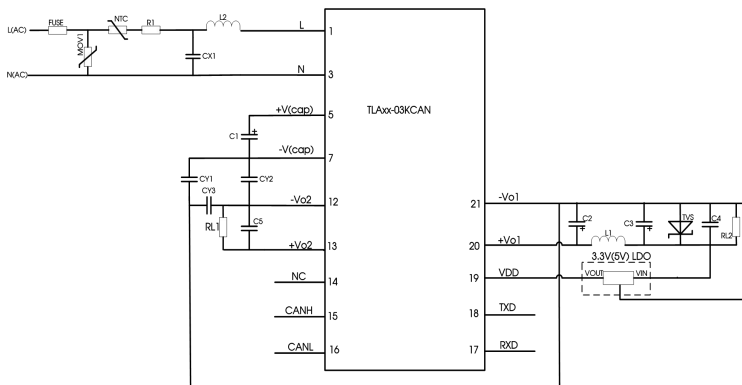 L(AC)
FUSE
NTC
R1
L2
L
1
MOV1
CX1
N(AC)
N
3
TLAxx-03KCAN
+V(cap)
5
C1
-V(cap)
7
CY1
CY2
CY3
-Vo2
12
RL1
C5
+Vo2
13
NC
14
CANH
15
CANL
16
21
-Vo1
C2
C3
TVS
C4
RL2
L1
20
+Vo1
3.3V(5V) LDO
19
VDD
VOUT
VIN
18
TXD
17
RXD